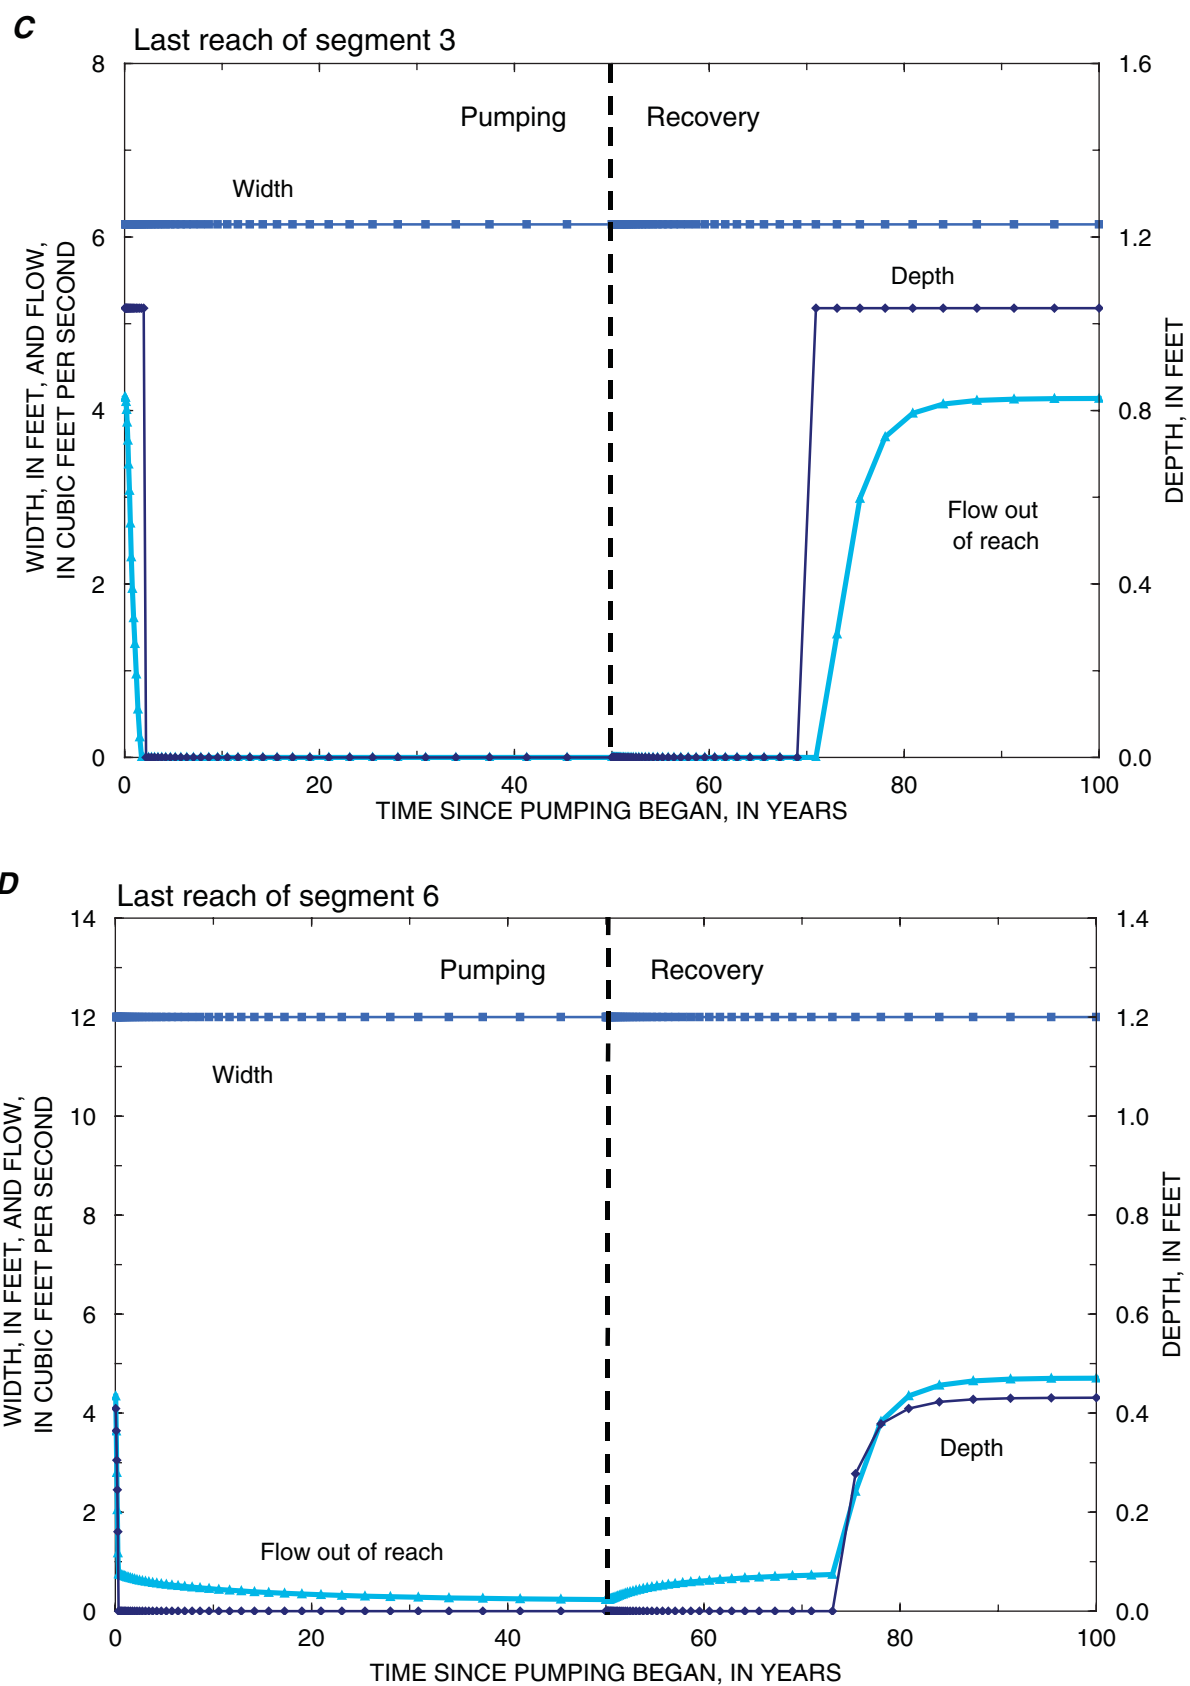 C
Last reach of segment 3
8
1.6
Pumping
Recovery
Width
6
1.2
Depth
WIDTH, IN FEET, AND FLOW,
IN CUBIC FEET PER SECOND
DEPTH, IN FEET
4
0.8
Flow out
of reach
2
0.4
0
0.0
0
20
40
60
80
100
TIME SINCE PUMPING BEGAN, IN YEARS
D
Last reach of segment 6
14
1.4
Pumping
Recovery
12
1.2
Width
10
1.0
WIDTH, IN FEET, AND FLOW,
IN CUBIC FEET PER SECOND
DEPTH, IN FEET
8
0.8
6
0.6
4
0.4
Depth
2
0.2
Flow out of reach
0
0.0
0
20
40
60
80
100
TIME SINCE PUMPING BEGAN, IN YEARS